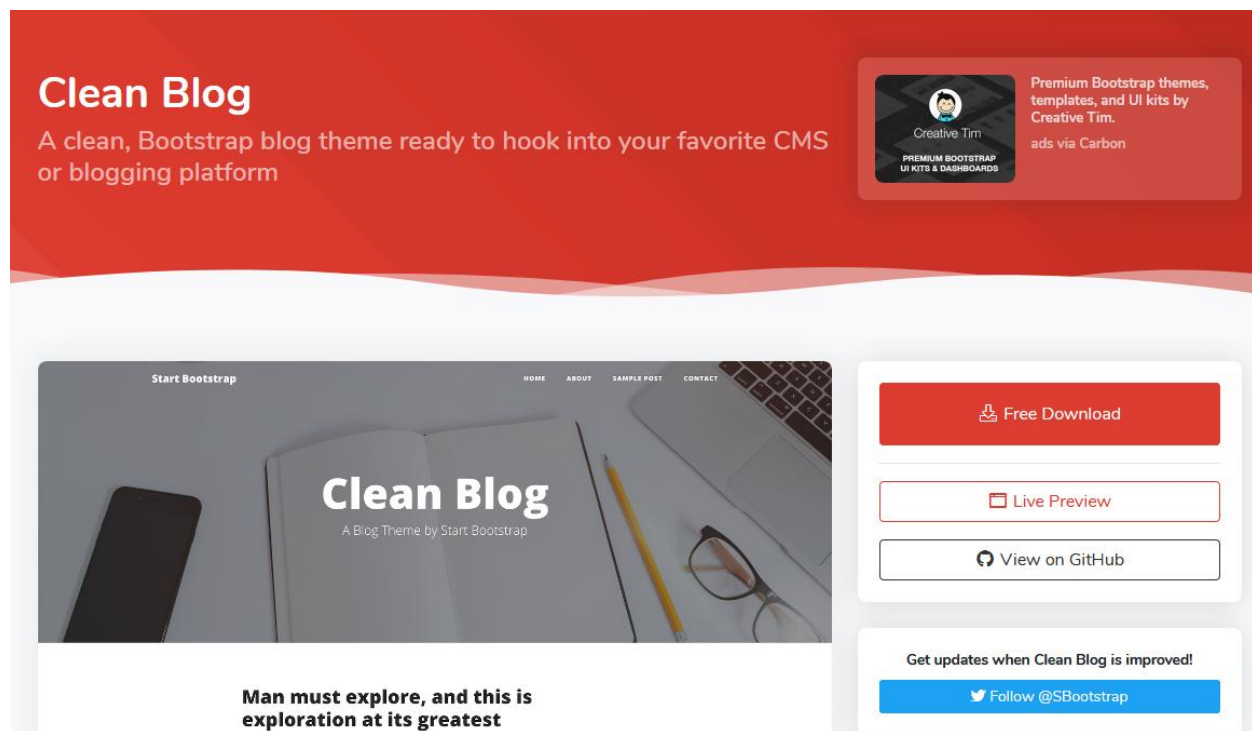 Clean Blog
A clean, Bootstrap blog theme ready to hook into your favorite CMS
or blogging platform
Creative Tim
PREMIUM BOOTSTRAP
UI KITS & DASHBOARDS
Premium Bootstrap themes,
templates, and UI kits by
Creative Tim.
ads via Carbon
Start Bootstrap
HOME ABOUT SAMPLE POST CONTACT
Clean Blog
A Blog Theme by Start Bootstrap
Man must explore, and this is
exploration at its greatest
Free Download
Live Preview
View on GitHub
Get updates when Clean Blog is improved!
Follow @SBootstrap